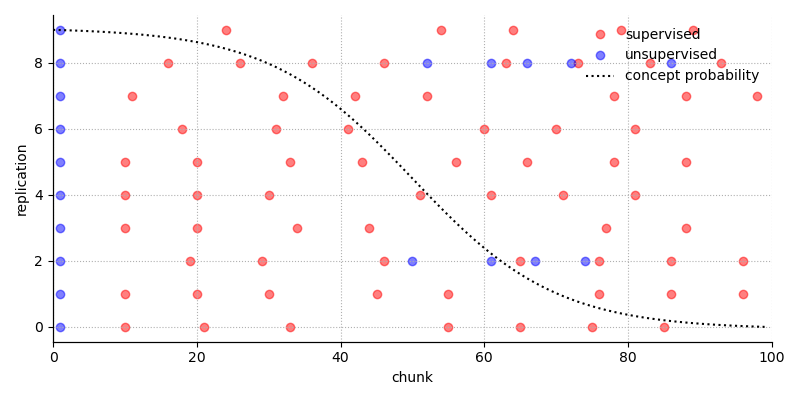 supervised
unsupervised
concept probability
replication
8
6
4
2
0
0 20 40 60 80 100
chunk